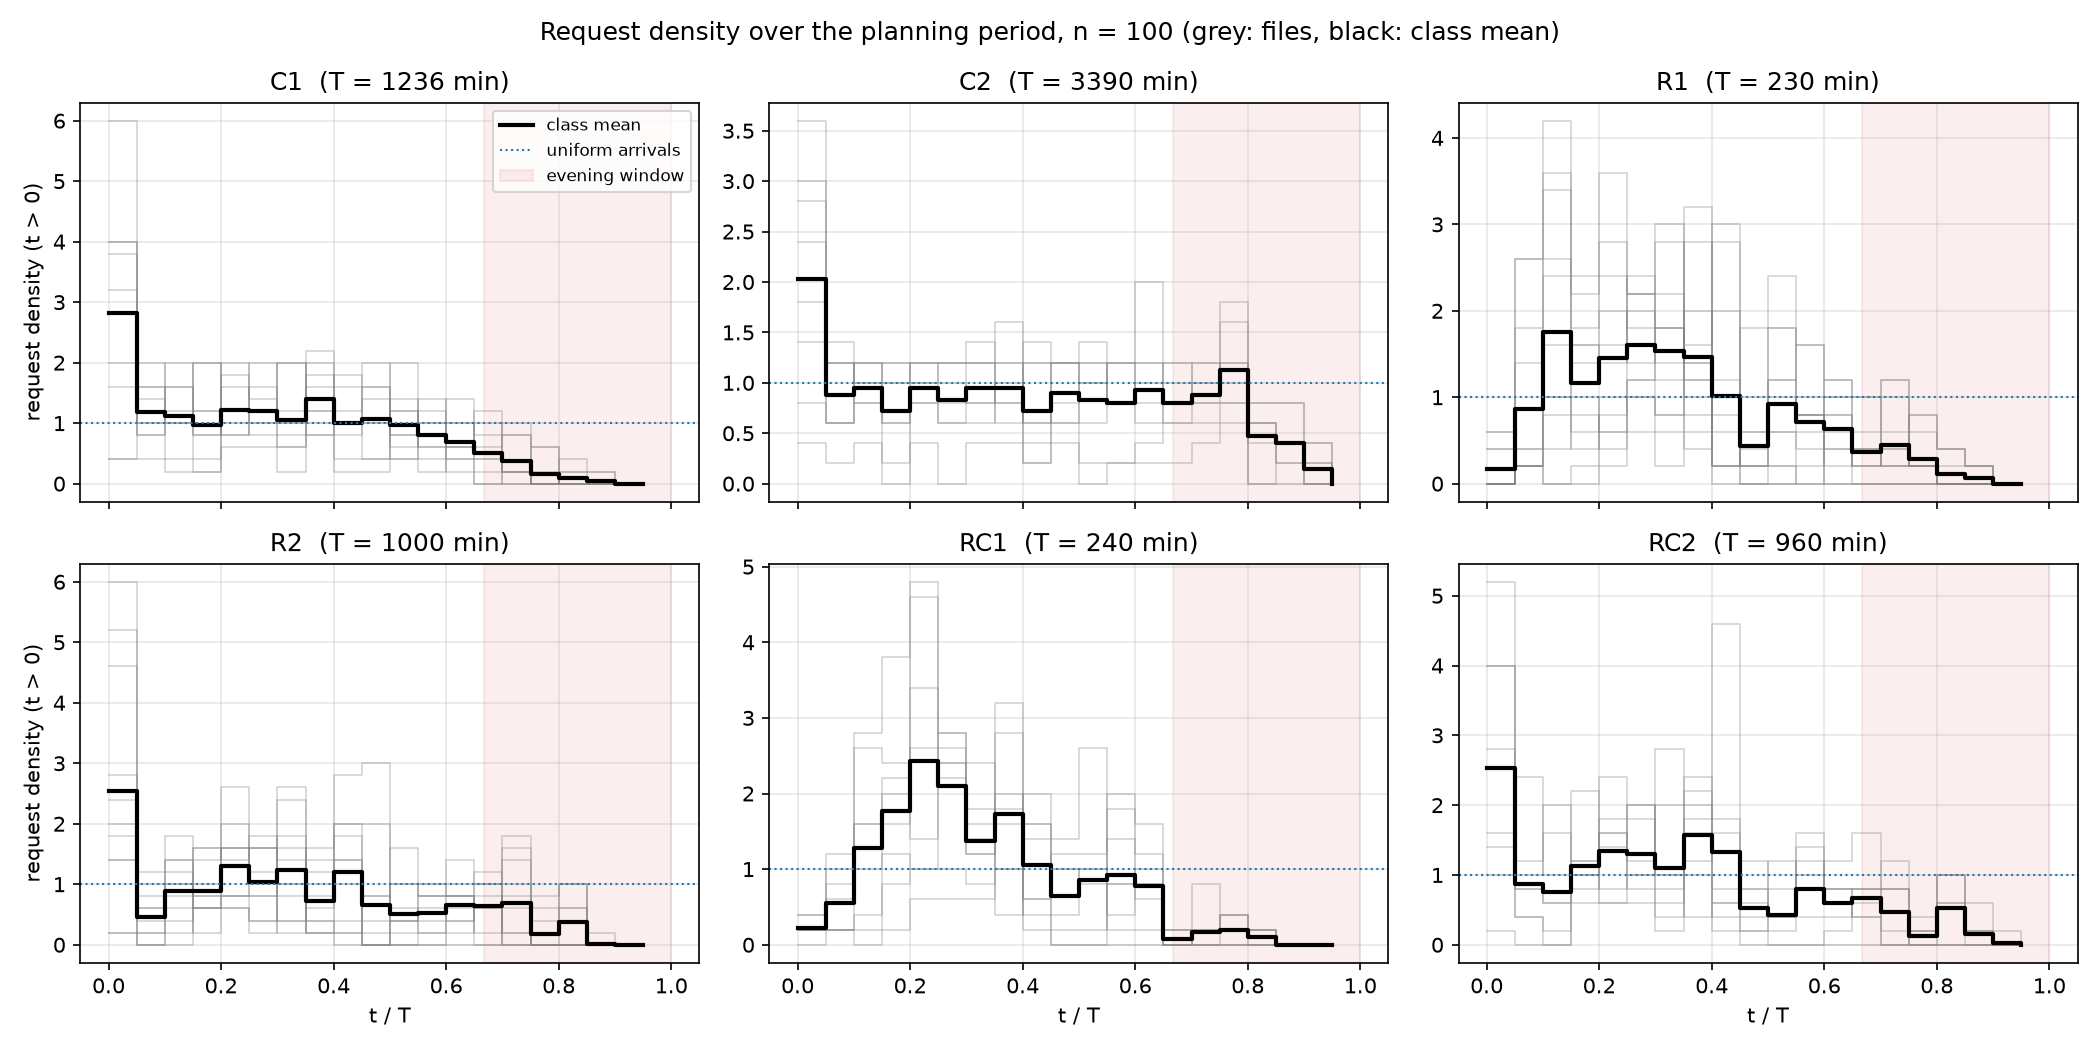 Request density over the planning period, n = 100 (grey: files, black: class mean)
C1 (T = 1236 min)
request density (t > 0)
6
5
4
3
2
1
0
class mean
uniform arrivals
evening window
C2 (T = 3390 min)
3.5
3.0
2.5
2.0
1.5
1.0
0.5
0.0
R1 (T = 230 min)
4
3
2
1
0
R2 (T = 1000 min)
request density (t > 0)
6
5
4
3
2
1
0
0.0 0.2 0.4 0.6 0.8 1.0
t / T
RC1 (T = 240 min)
5
4
3
2
1
0
0.0 0.2 0.4 0.6 0.8 1.0
t / T
RC2 (T = 960 min)
5
4
3
2
1
0
0.0 0.2 0.4 0.6 0.8 1.0
t / T